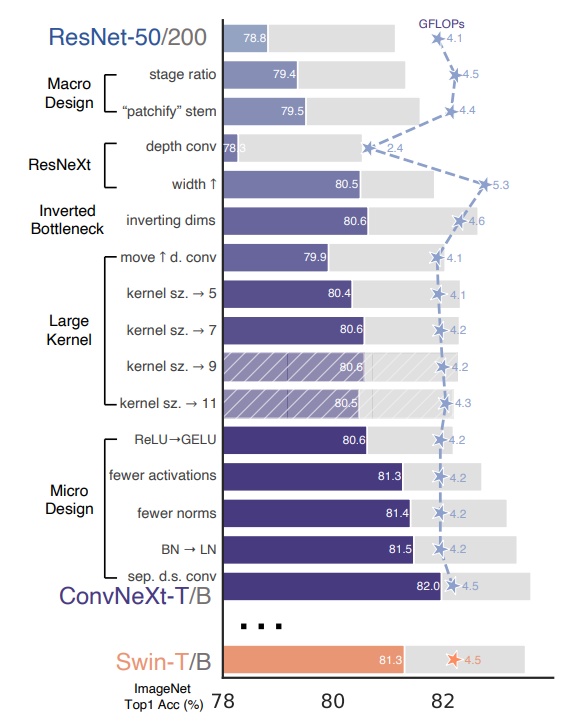 GFLOPs
ResNet-50/200 78.8 4.1
Macro
Design
stage ratio 79.4 4.5
“patchify” stem 79.5 4.4
ResNeXt
depth conv 78.3 2.4
width ↑ 80.5 5.3
Inverted
Bottleneck
inverting dims 80.6 4.6
Large
Kernel
move ↑ d. conv 79.9 4.1
kernel sz. → 5 80.4 4.1
kernel sz. → 7 80.6 4.2
kernel sz. → 9 80.6 4.2
kernel sz. → 11 80.5 4.3
Micro
Design
ReLU→GELU 80.6 4.2
fewer activations 81.3 4.2
fewer norms 81.4 4.2
BN → LN 81.5 4.2
sep. d.s. conv
ConvNeXt-T/B 82.0 4.5
...
Swin-T/B 81.3 4.5
ImageNet
Top1 Acc (%) 78 80 82